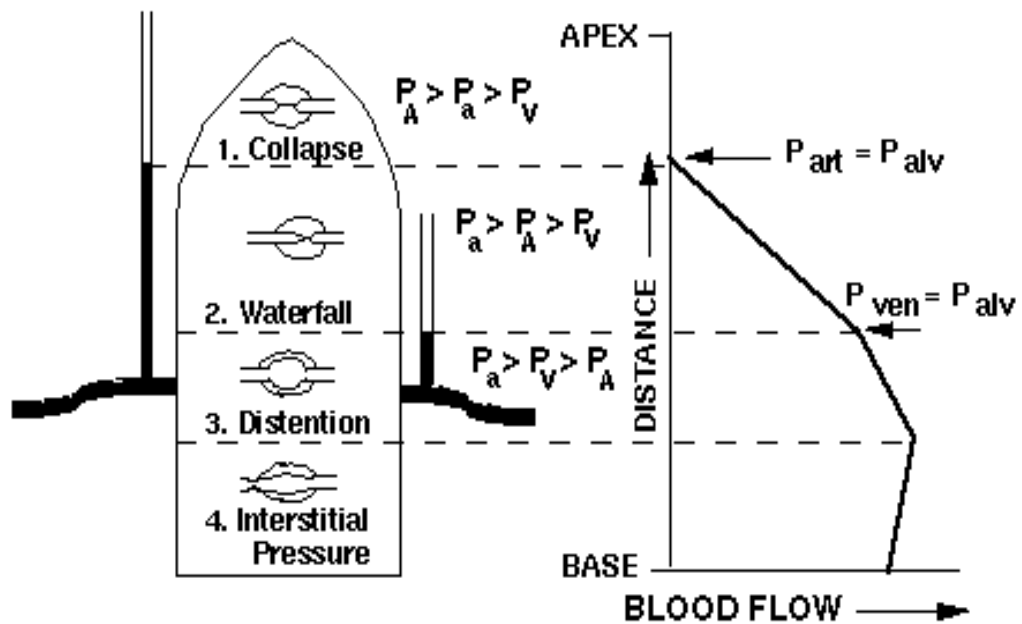 APEX
P_A > P_a > P_V
1. Collapse
P_art = P_alv
P_a > P_A > P_V
DISTANCE
2. Waterfall
P_ven = P_alv
P_a > P_V > P_A
3. Distention
4. Interstitial
Pressure
BASE
BLOOD FLOW